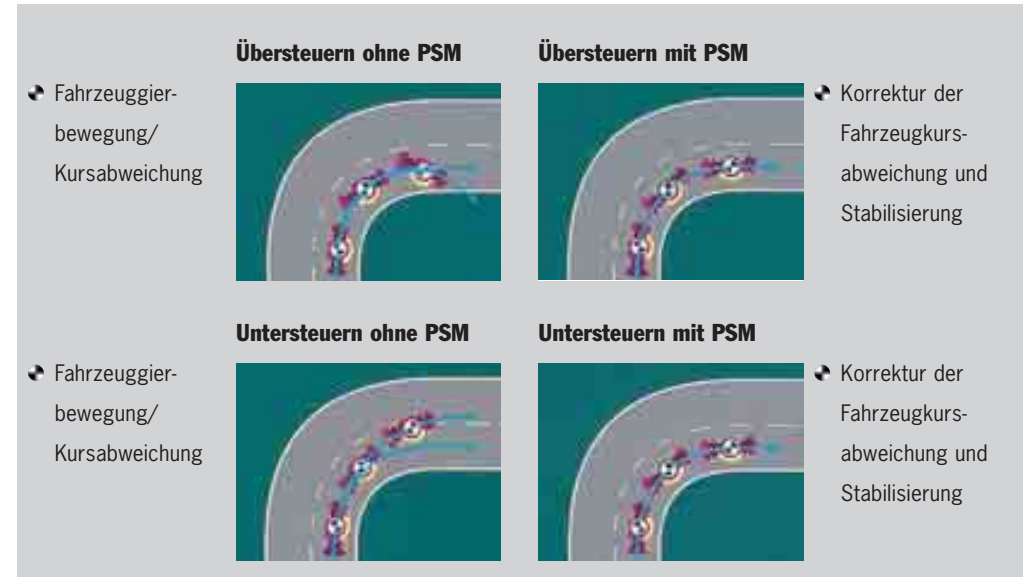 Übersteuern ohne PSM
Übersteuern mit PSM
Fahrzeuggier-
bewegung/
Kursabweichung
Korrektur der
Fahrzeugkurs-
abweichung und
Stabilisierung
Untersteuern ohne PSM
Untersteuern mit PSM
Fahrzeuggier-
bewegung/
Kursabweichung
Korrektur der
Fahrzeugkurs-
abweichung und
Stabilisierung